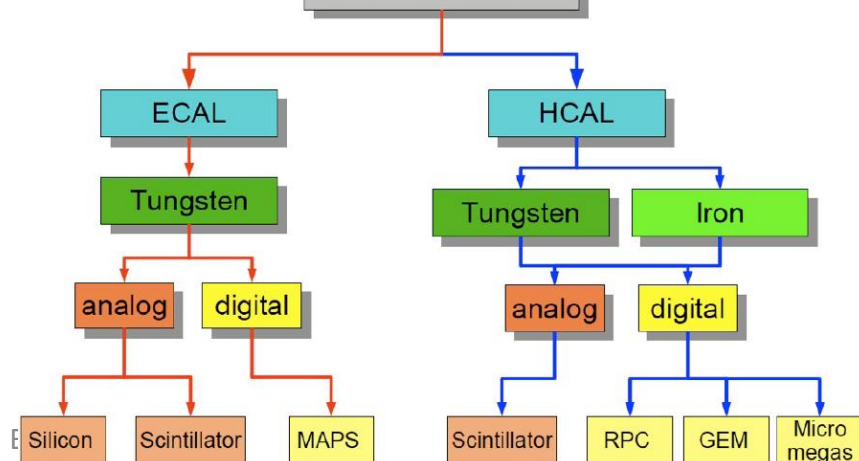 ECAL
HCAL
Tungsten
Tungsten
Iron
analog
digital
analog
digital
Silicon
Scintillator
MAPS
Scintillator
RPC
GEM
Micro
megas